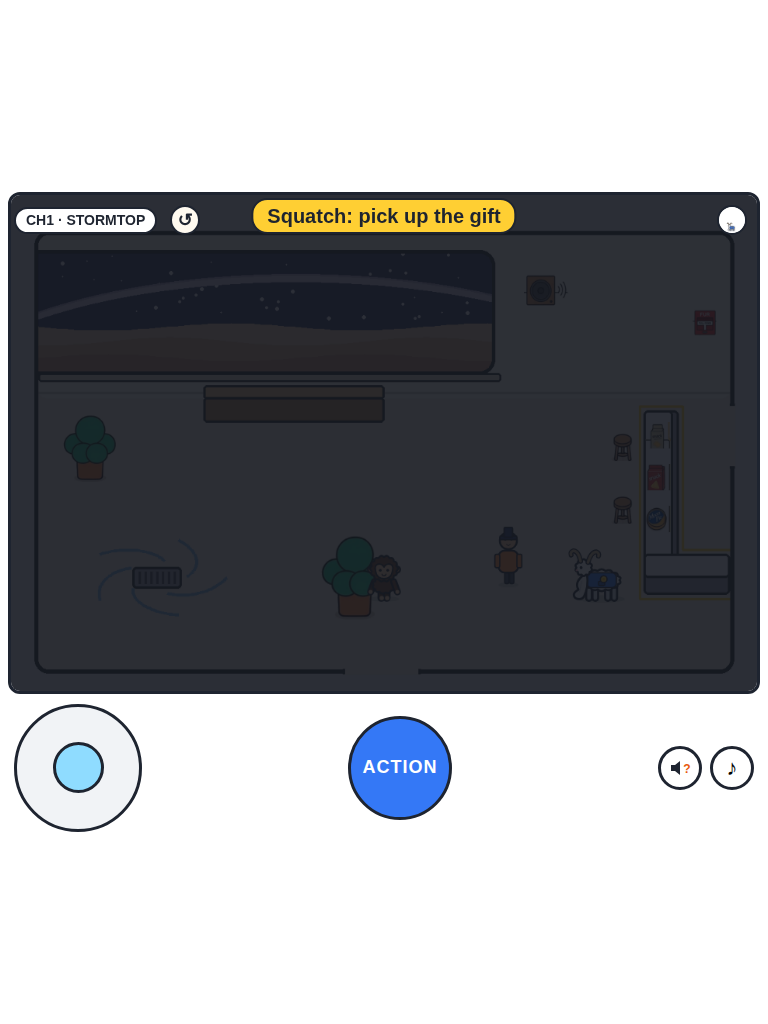 CH1 · STORMTOP
↺
Squatch: pick up the gift
ACTION
?
♪